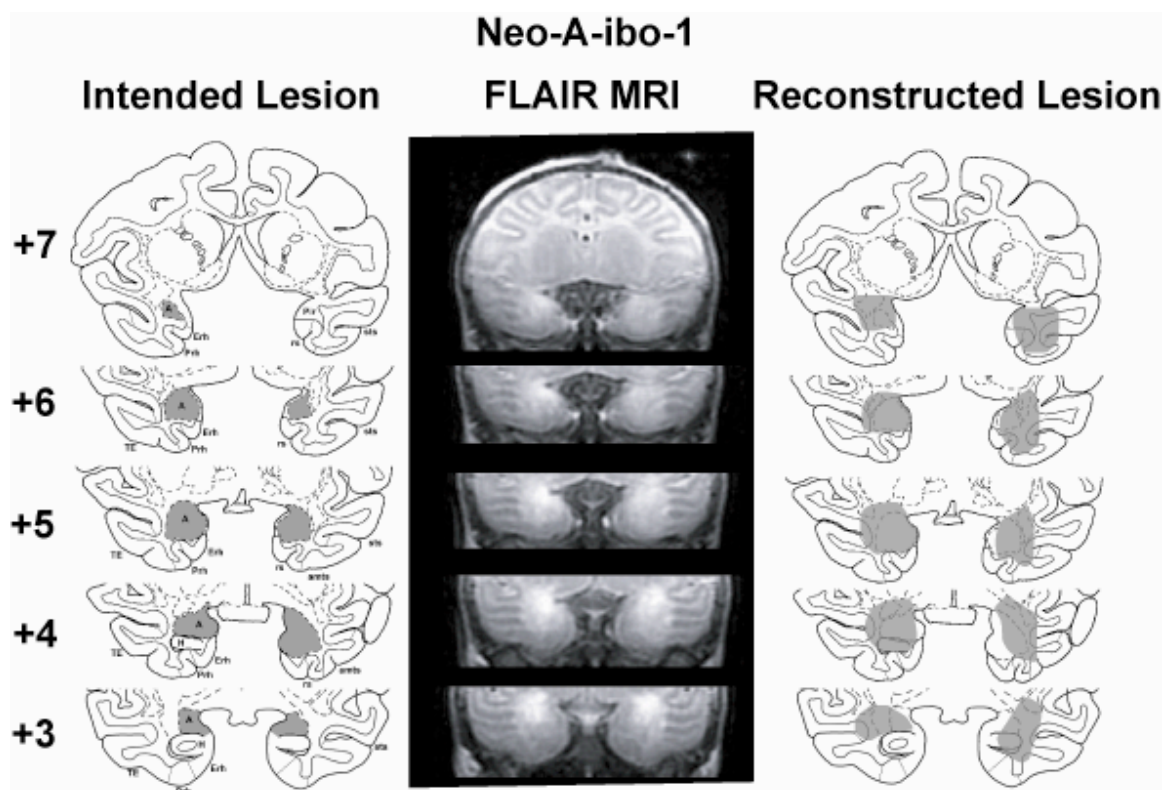 Neo-A-ibo-1
Intended Lesion FLAIR MRI Reconstructed Lesion
+7
A
Erh
Prh
Pir
rs
sts
+6
A
TE
Erh
Prh
rs
sts
+5
A
TE
Erh
Prh
rs
amts
sts
+4
A
H
TE
Erh
Prh
rs
amts
+3
A
H
TE
Erh
sts